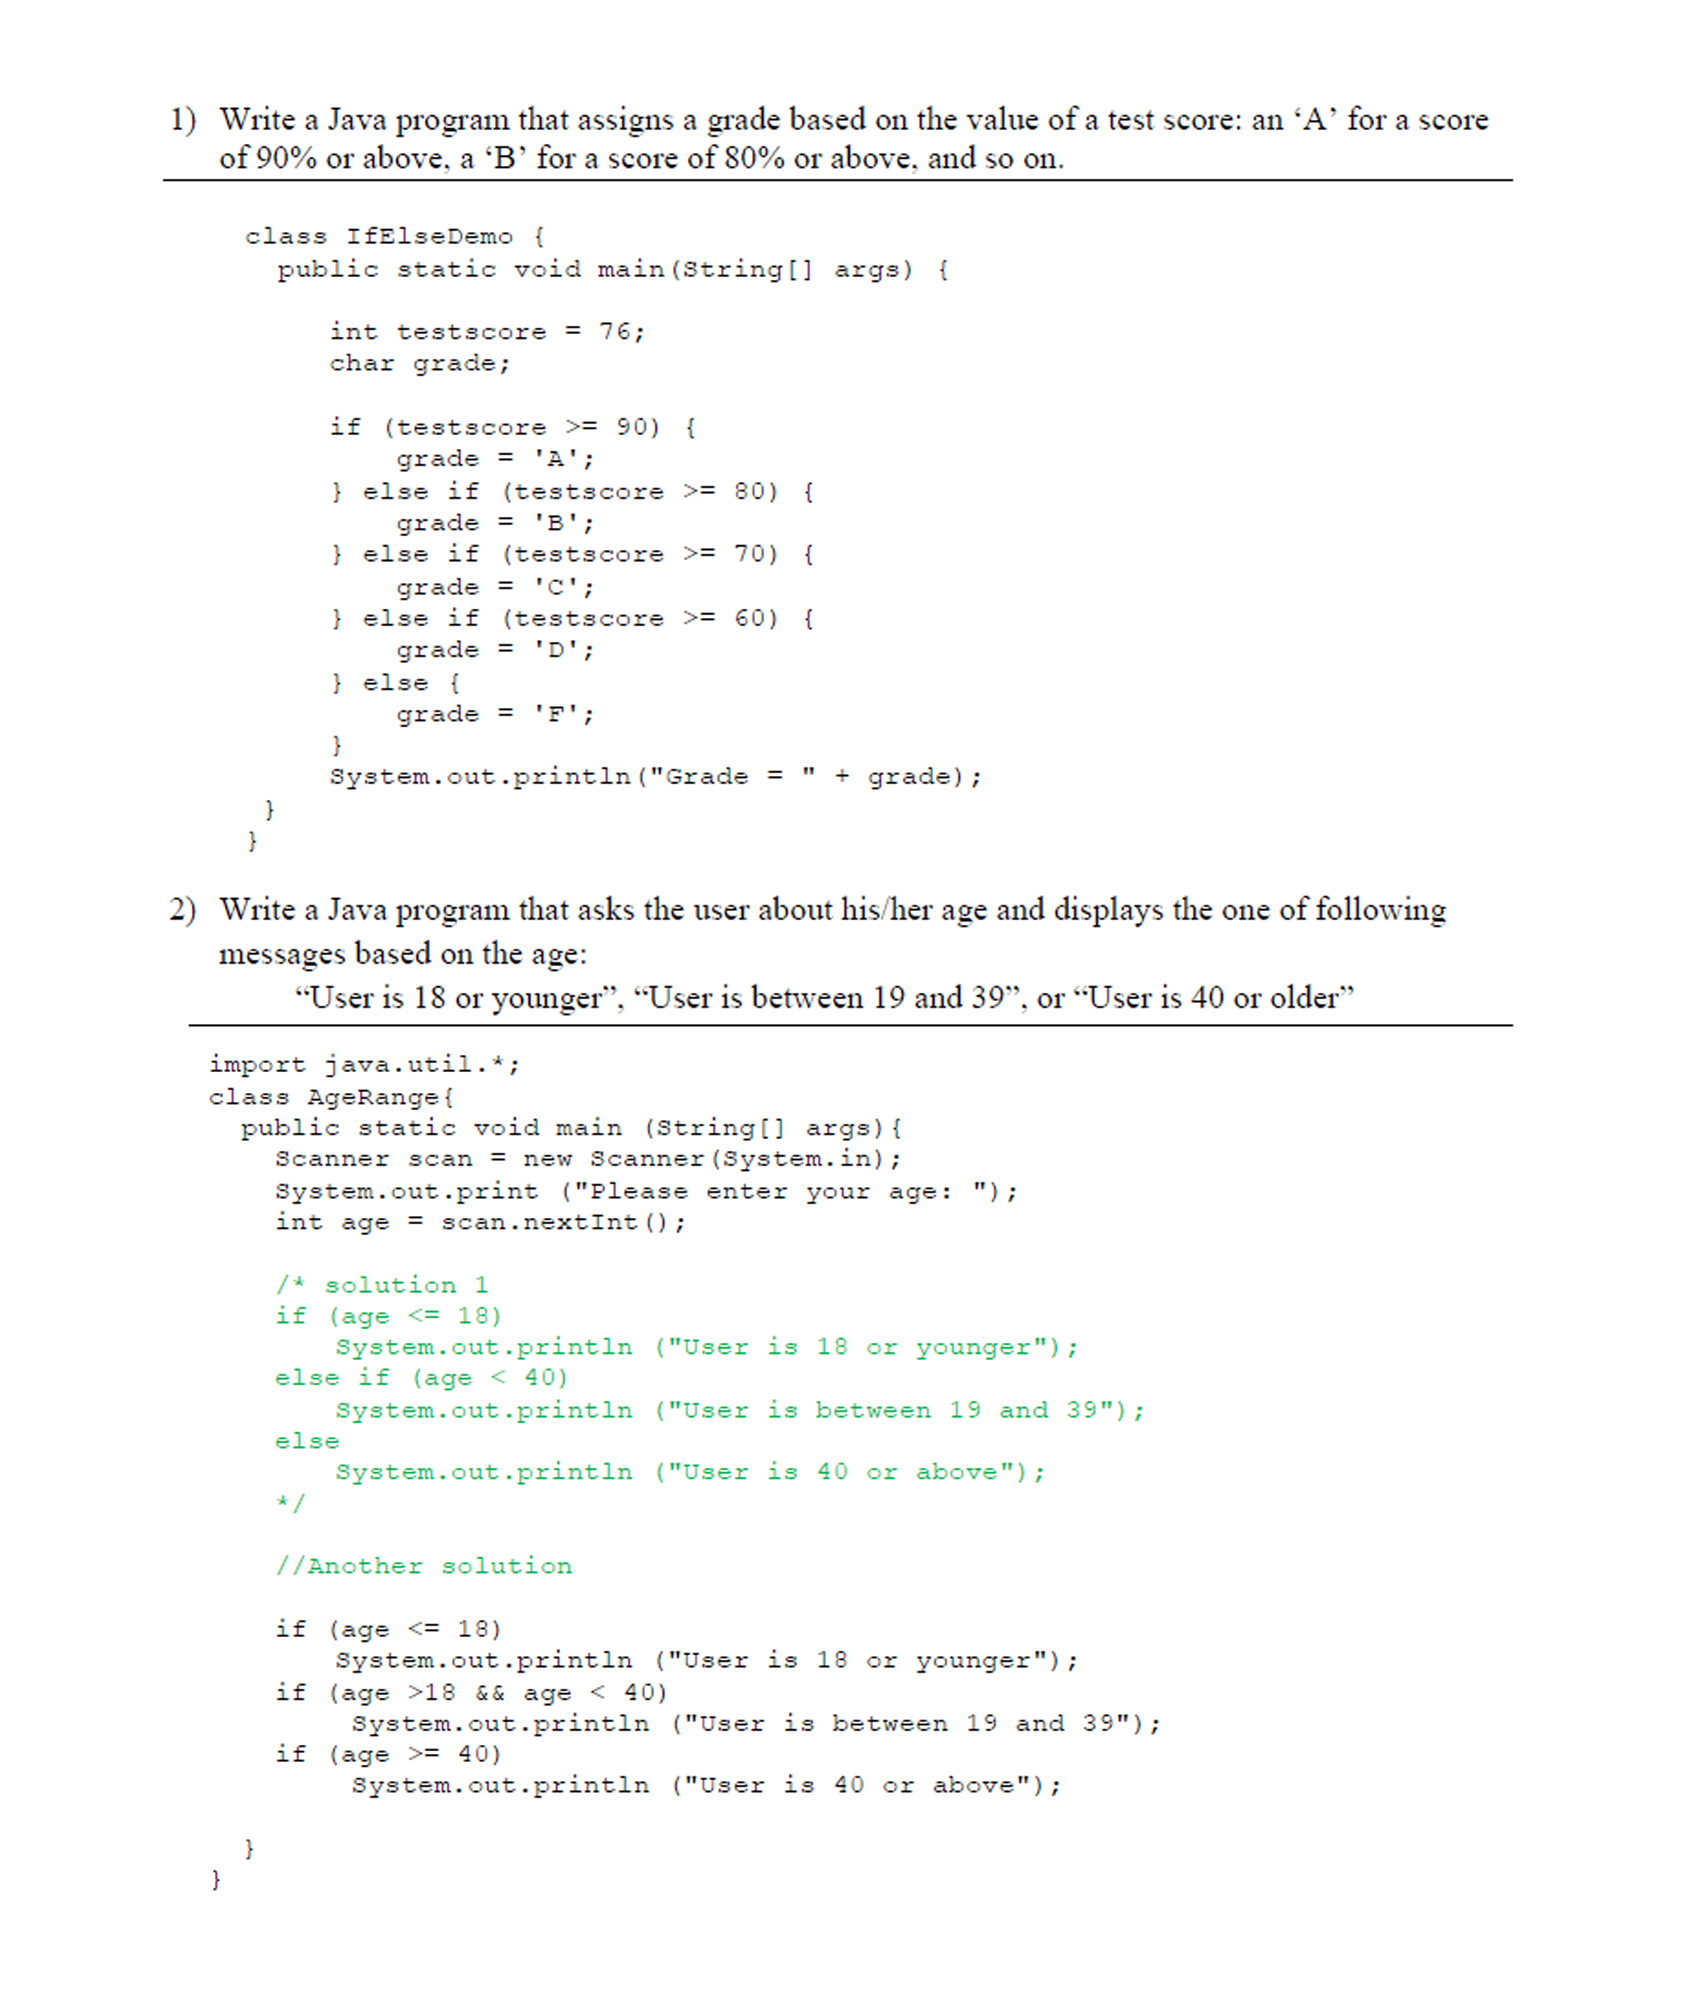 1) Write a Java program that assigns a grade based on the value of a test score: an ‘A’ for a score
of 90% or above, a ‘B’ for a score of 80% or above, and so on.
class IfElseDemo {
public static void main(String[] args) {
int testscore = 76;
char grade;
if (testscore >= 90) {
grade = 'A';
} else if (testscore >= 80) {
grade = 'B';
} else if (testscore >= 70) {
grade = 'C';
} else if (testscore >= 60) {
grade = 'D';
} else {
grade = 'F';
}
System.out.println("Grade = " + grade);
}
}
2) Write a Java program that asks the user about his/her age and displays the one of following
messages based on the age:
“User is 18 or younger”, “User is between 19 and 39”, or “User is 40 or older”
import java.util.*;
class AgeRange{
public static void main (String[] args){
Scanner scan = new Scanner(System.in);
System.out.print ("Please enter your age: ");
int age = scan.nextInt();
/* solution 1
if (age <= 18)
System.out.println ("User is 18 or younger");
else if (age < 40)
System.out.println ("User is between 19 and 39");
else
System.out.println ("User is 40 or above");
*/
//Another solution
if (age <= 18)
System.out.println ("User is 18 or younger");
if (age >18 && age < 40)
System.out.println ("User is between 19 and 39");
if (age >= 40)
System.out.println ("User is 40 or above");
}
}